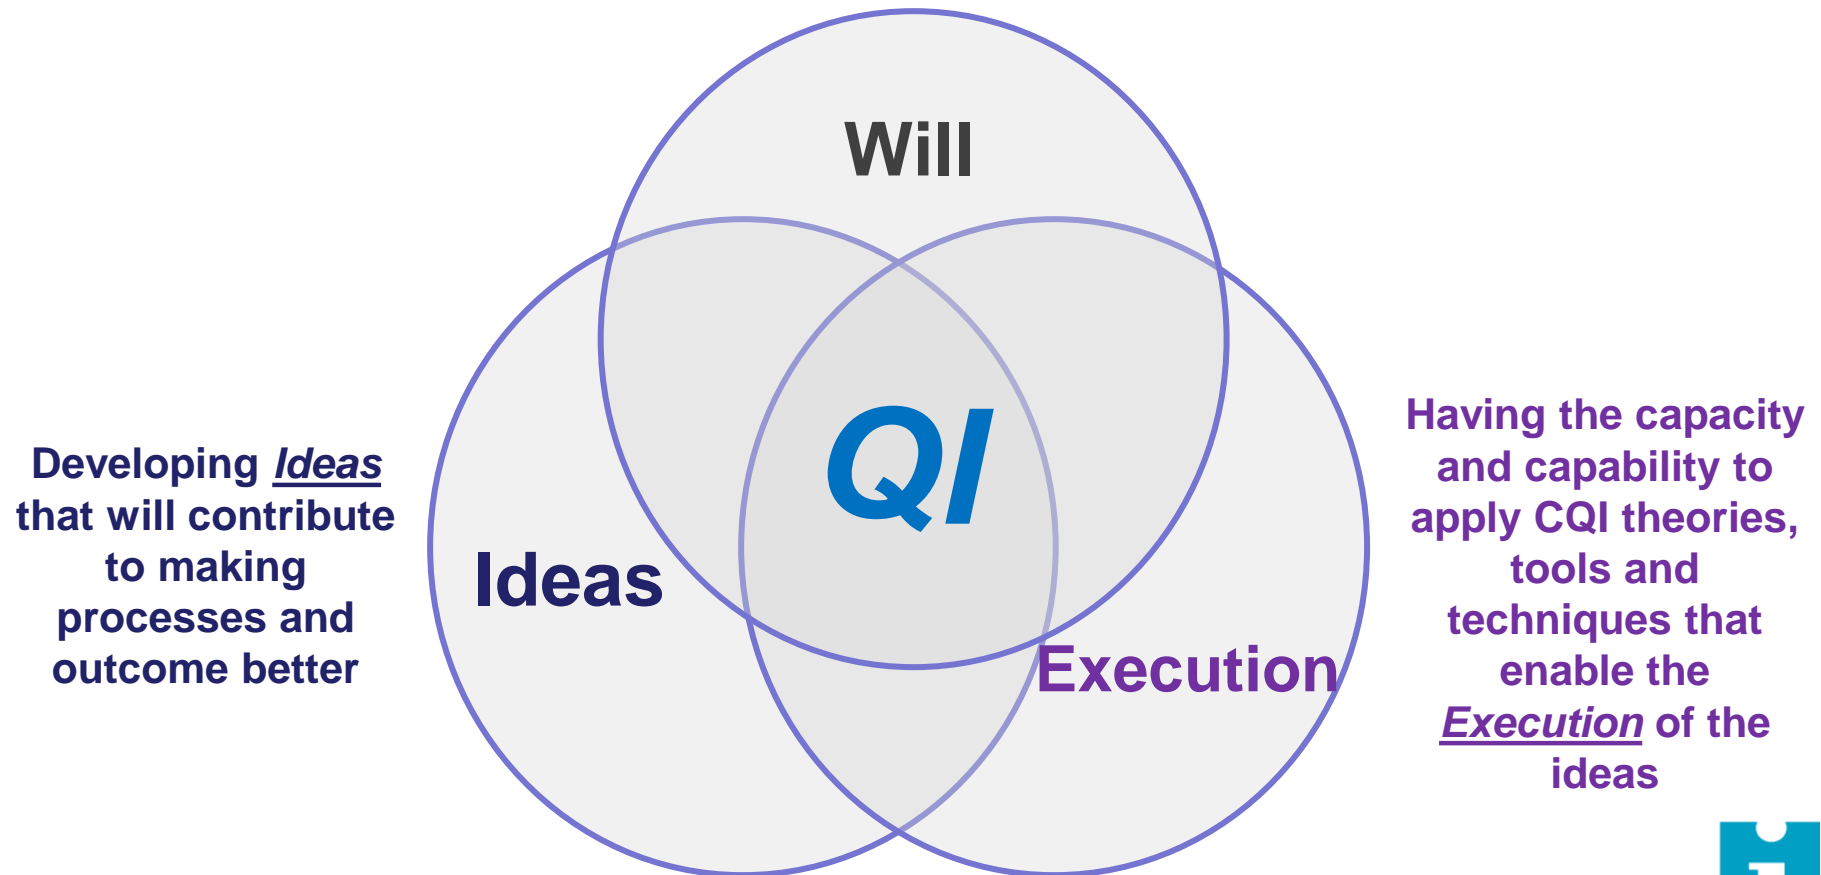 Will
QI
Developing Ideas
that will contribute
to making
processes and
outcome better
Ideas
Execution
Having the capacity
and capability to
apply CQI theories,
tools and
techniques that
enable the
Execution of the
ideas